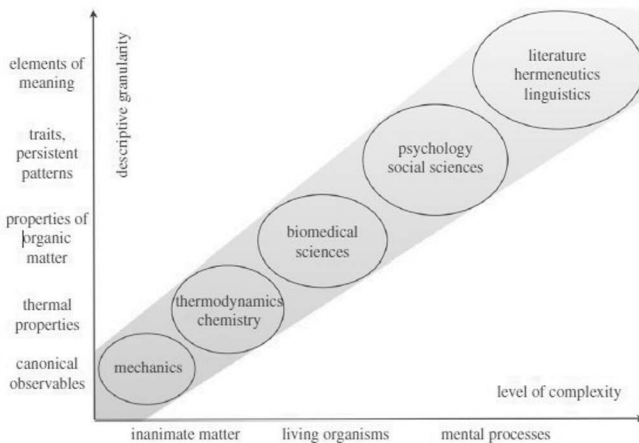 elements of
meaning
traits,
persistent
patterns
properties of
organic
matter
thermal
properties
canonical
observables
descriptive granularity
literature
hermeneutics
linguistics
psychology
social sciences
biomedical
sciences
thermodynamics
chemistry
mechanics
level of complexity
inanimate matter
living organisms
mental processes